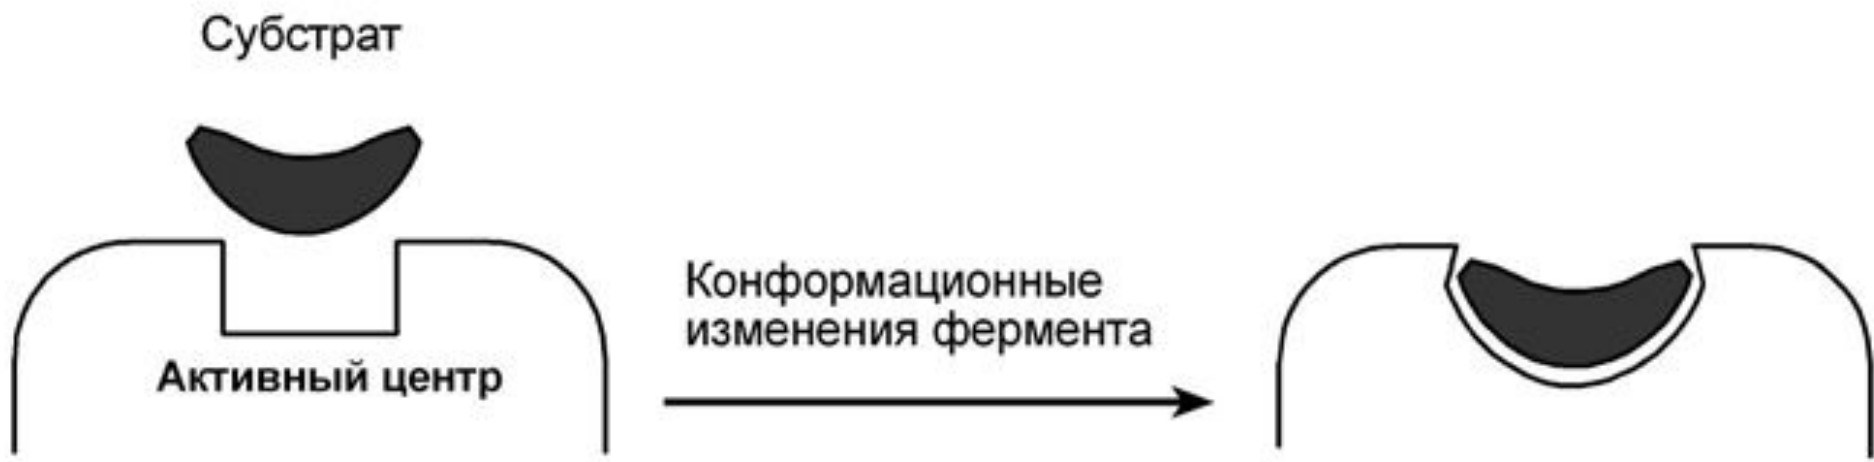 Субстрат
Активный центр
Конформационные
изменения фермента